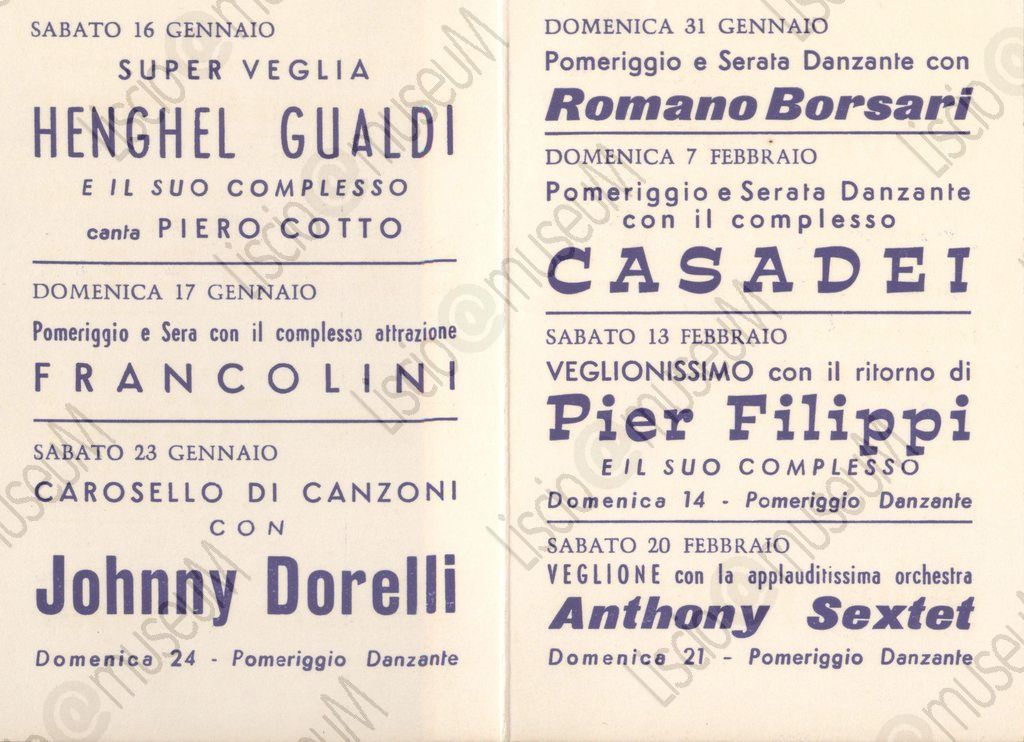 SABATO 16 GENNAIO
SUPER VEGLIA
HENGHEL GUALDI
E IL SUO COMPLESSO
canta PIERO COTTO
DOMENICA 17 GENNAIO
Pomeriggio e Sera con il complesso attrazione
FRANCOLINI
SABATO 23 GENNAIO
CAROSELLO DI CANZONI
CON
Johnny Dorelli
Domenica 24 - Pomeriggio Danzante
DOMENICA 31 GENNAIO
Pomeriggio e Serata Danzante con
Romano Borsari
DOMENICA 7 FEBBRAIO
Pomeriggio e Serata Danzante
con il complesso
CASADEI
SABATO 13 FEBBRAIO
VEGLIONISSIMO con il ritorno di
Pier Filippi
E IL SUO COMPLESSO
Domenica 14 - Pomeriggio Danzante
SABATO 20 FEBBRAIO
VEGLIONE con la applauditissima orchestra
Anthony Sextet
Domenica 21 - Pomeriggio Danzante
Liscio@museuM